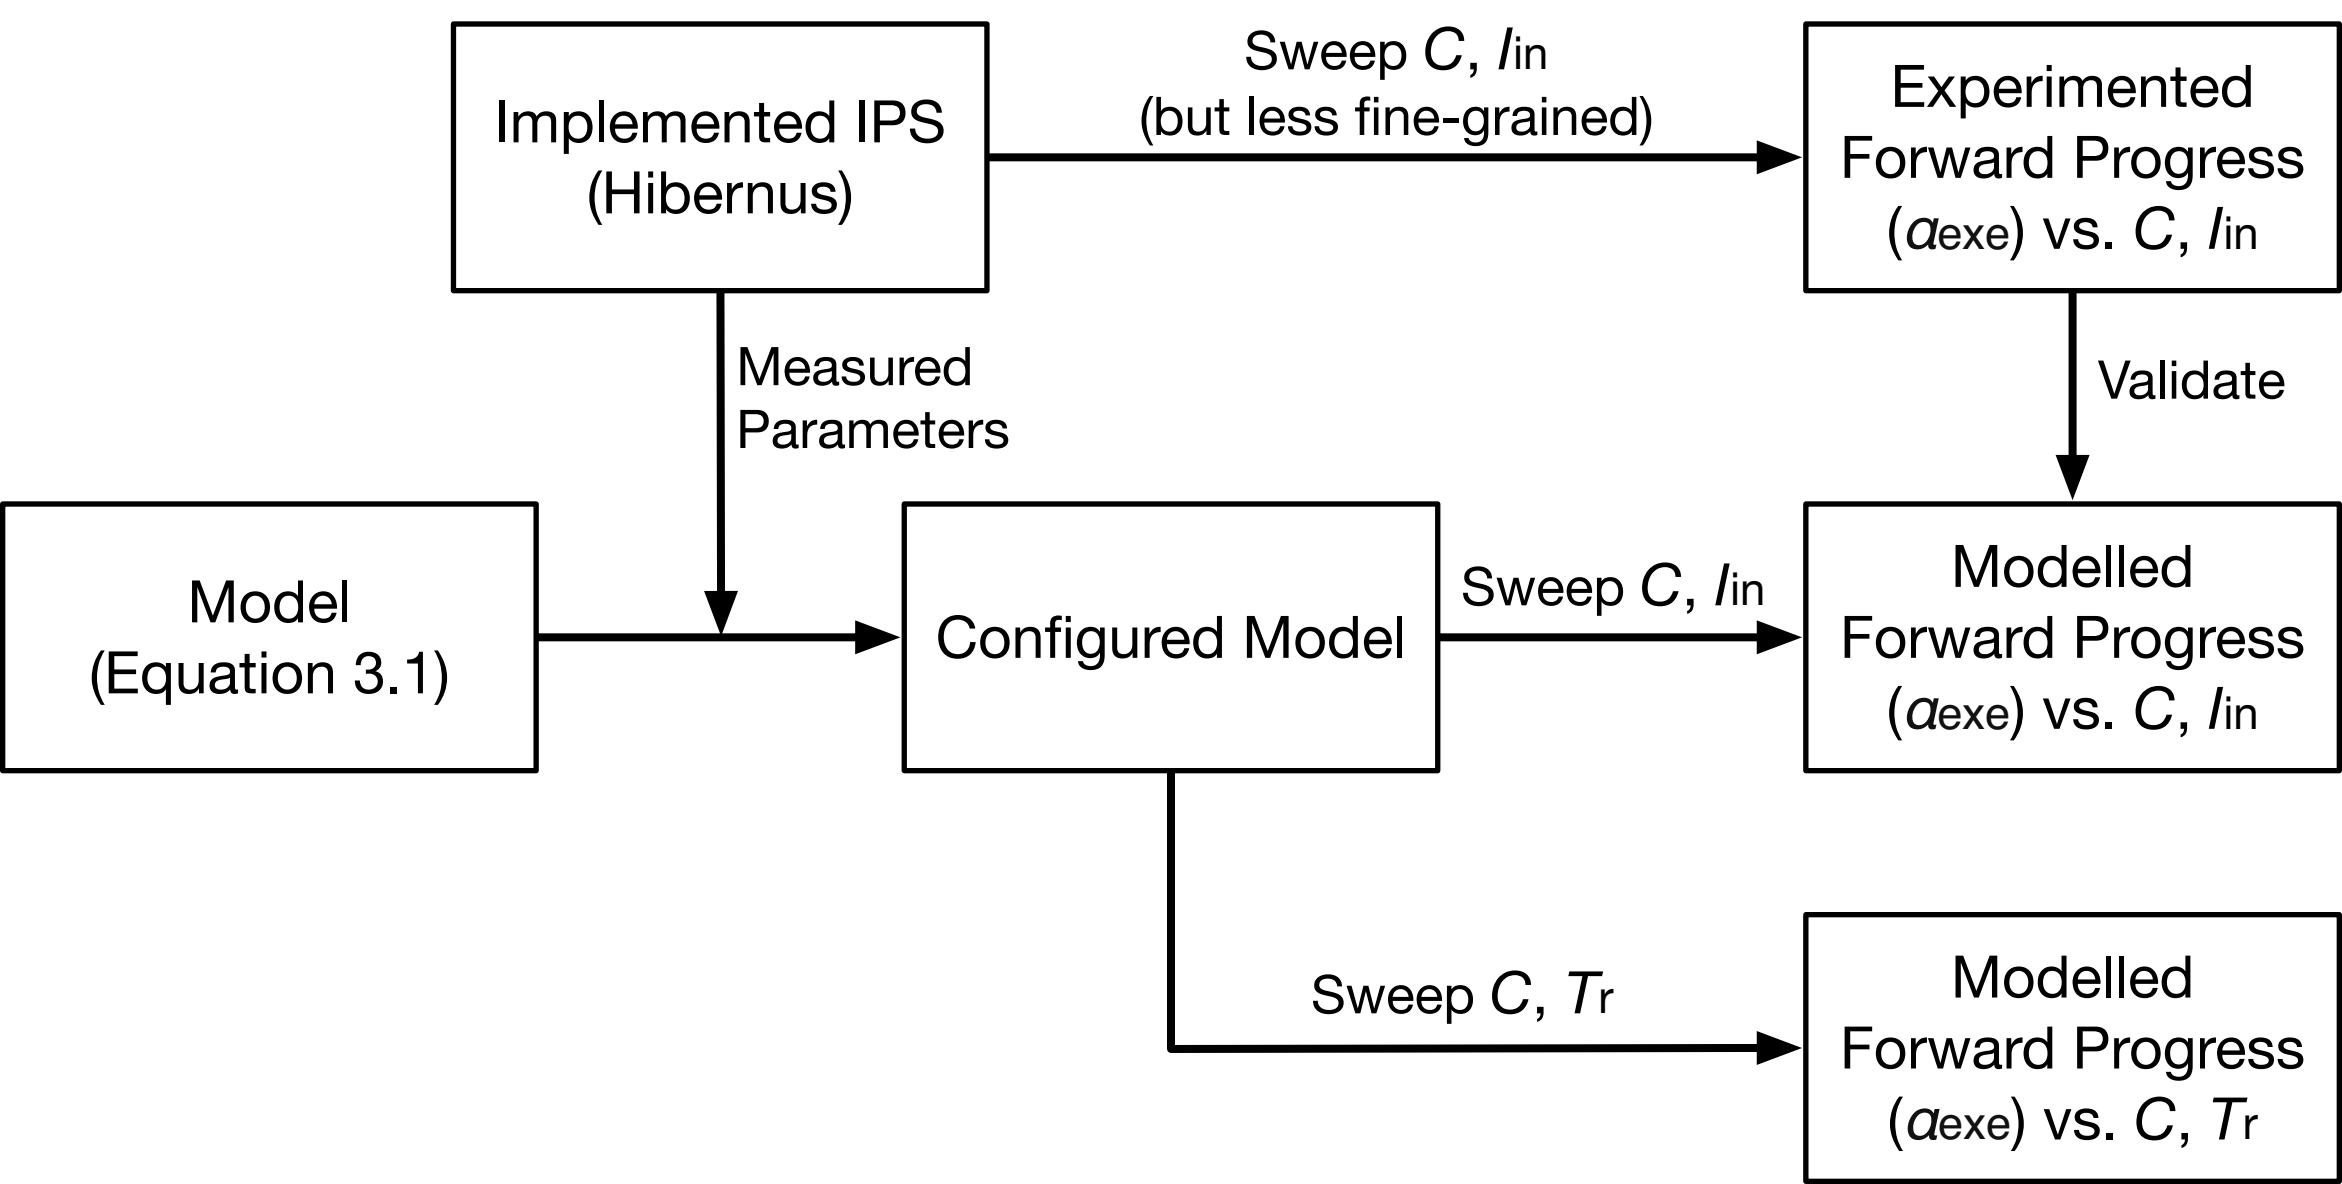 Implemented IPS
(Hibernus)
Sweep C, Iin
(but less fine-grained)
Experimented
Forward Progress
(αexe) vs. C, Iin
Measured
Parameters
Validate
Model
(Equation 3.1)
Configured Model
Sweep C, Iin
Modelled
Forward Progress
(αexe) vs. C, Iin
Sweep C, Tr
Modelled
Forward Progress
(αexe) vs. C, Tr